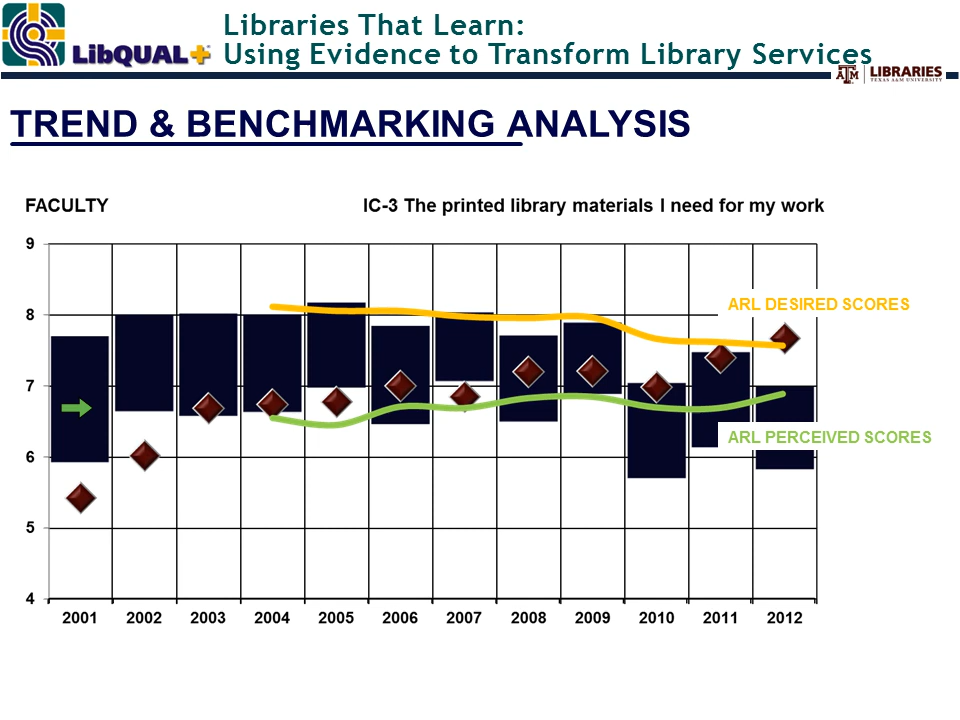 Libraries That Learn:
LibQUAL+
Using Evidence to Transform Library Services
ĀM LIBRARIES
TEXAS A&M UNIVERSITY
TREND & BENCHMARKING ANALYSIS
FACULTY
IC-3 The printed library materials I need for my work
9
ARL DESIRED SCORES
8
7
6
ARL PERCEIVED SCORES
5
4
2001 2002 2003 2004 2005 2006 2007 2008 2009 2010 2011 2012